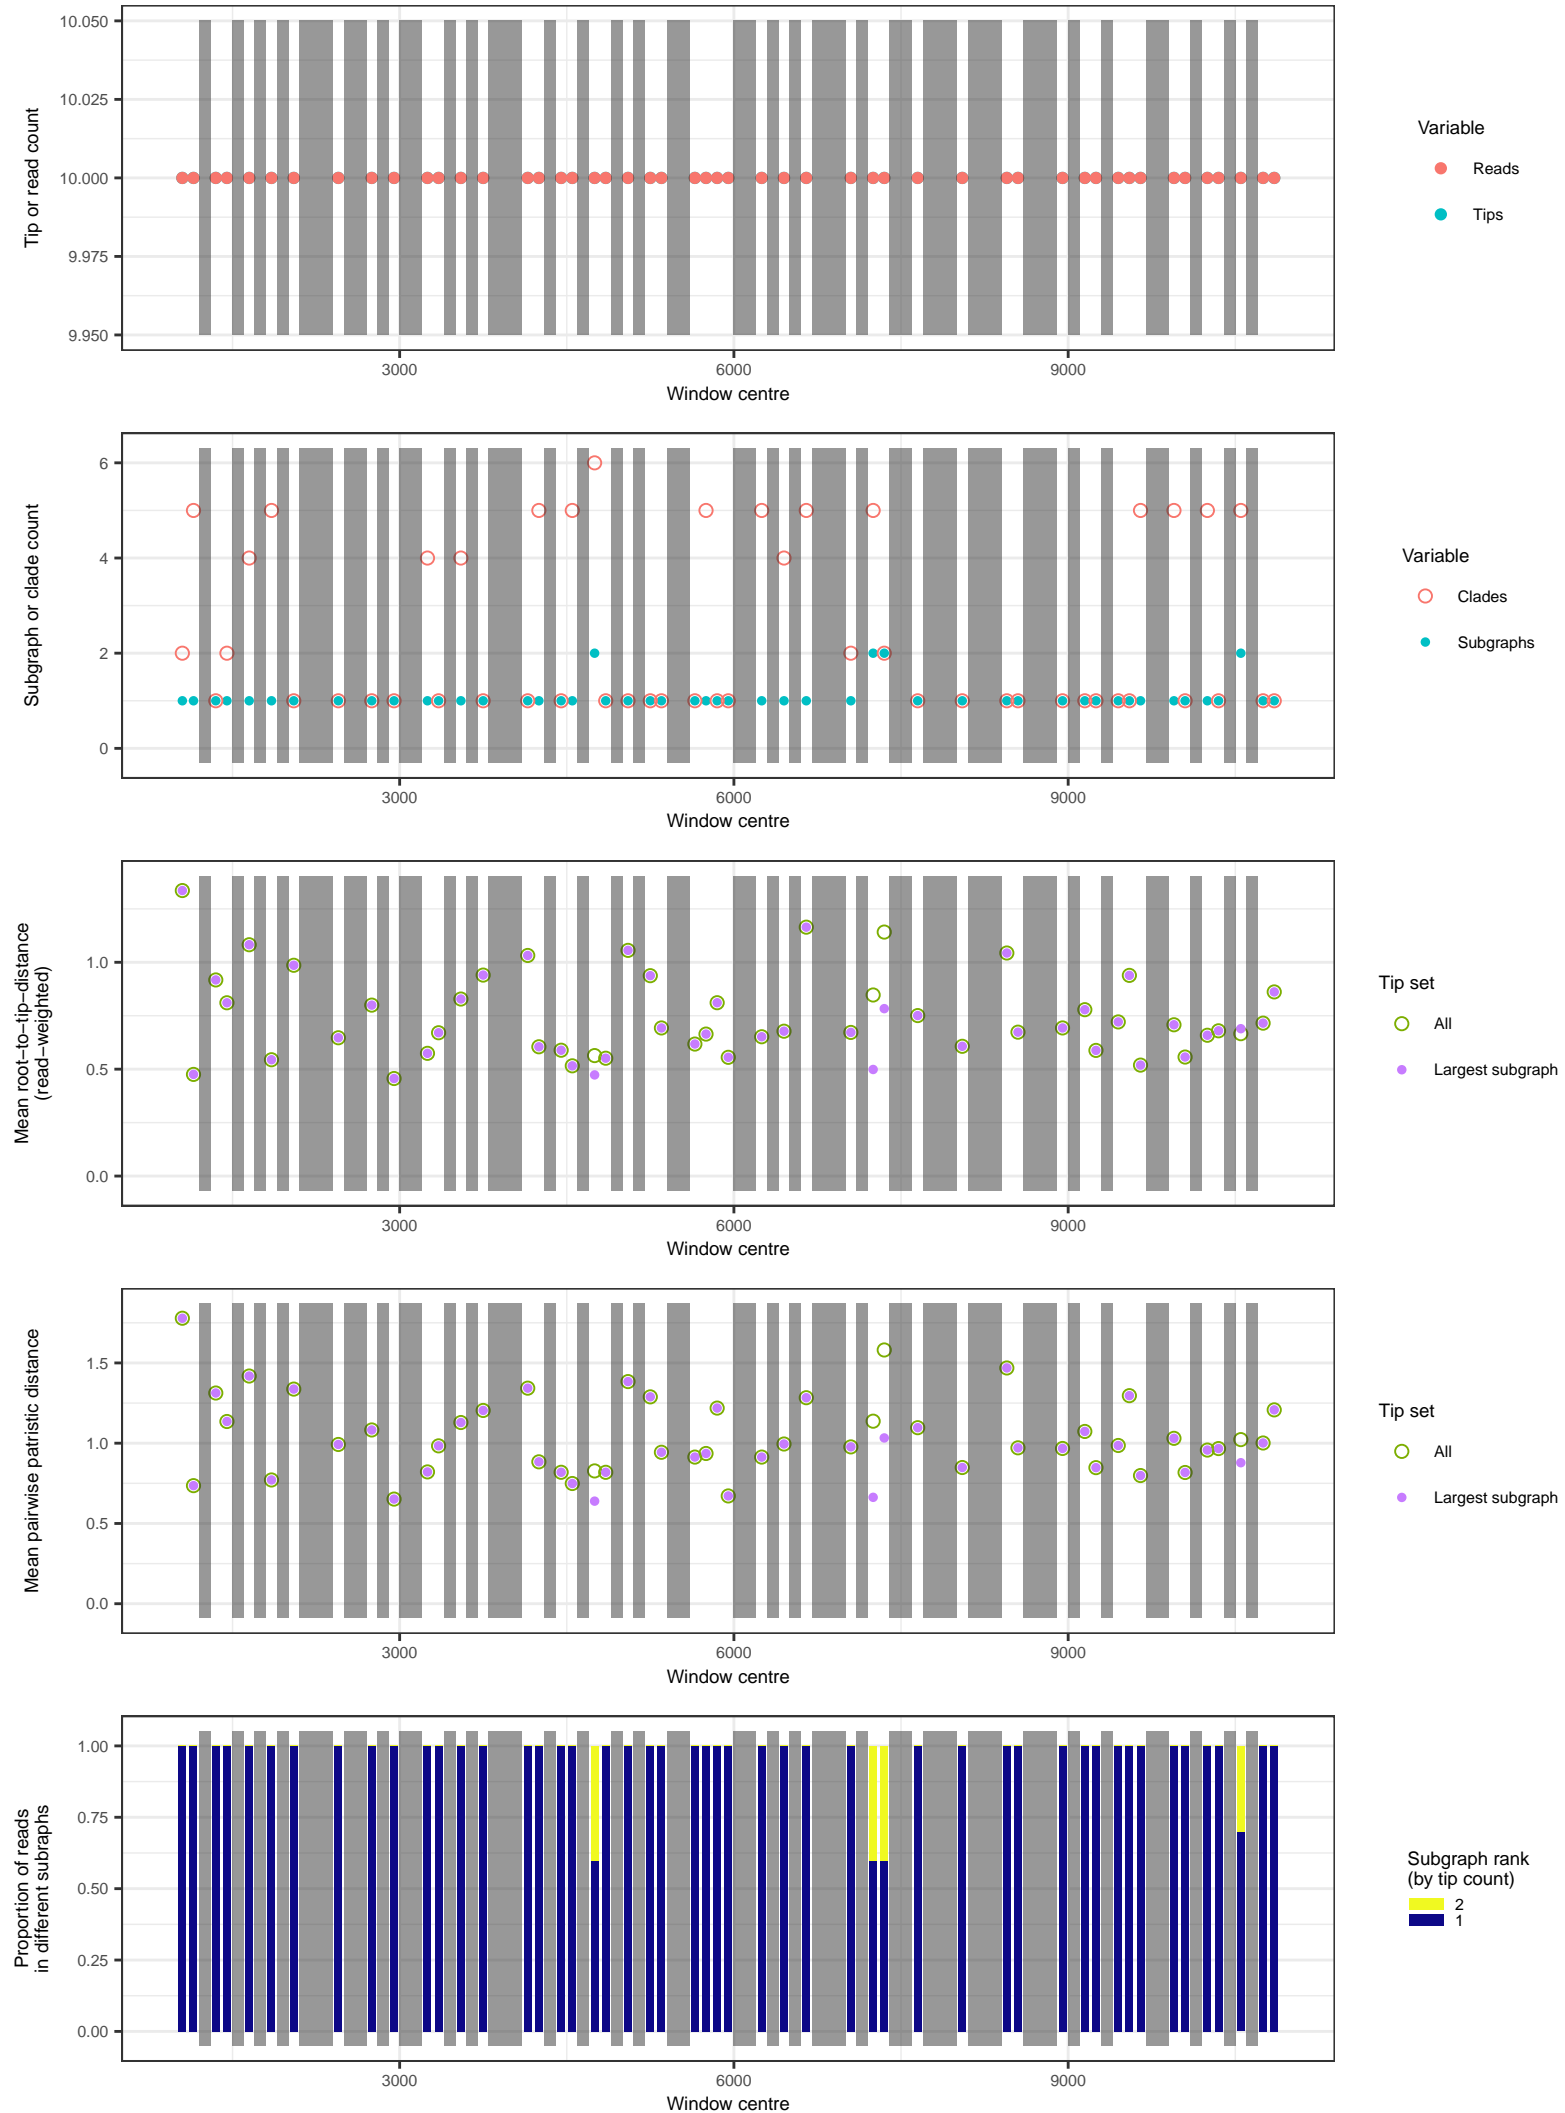 10.050
10.025
10.000
9.975
9.950
Tip or read count
3000
6000
9000
Window centre
Variable
Reads
Tips
6
4
2
0
Subgraph or clade count
3000
6000
9000
Window centre
Variable
Clades
Subgraphs
1.0
0.5
0.0
Mean root−to−tip−distance
(read−weighted)
3000
6000
9000
Window centre
Tip set
All
Largest subgraph
1.5
1.0
0.5
0.0
Mean pairwise patristic distance
3000
6000
9000
Window centre
Tip set
All
Largest subgraph
1.00
0.75
0.50
0.25
0.00
Proportion of reads
in different subraphs
3000
6000
9000
Window centre
Subgraph rank
(by tip count)
2
1